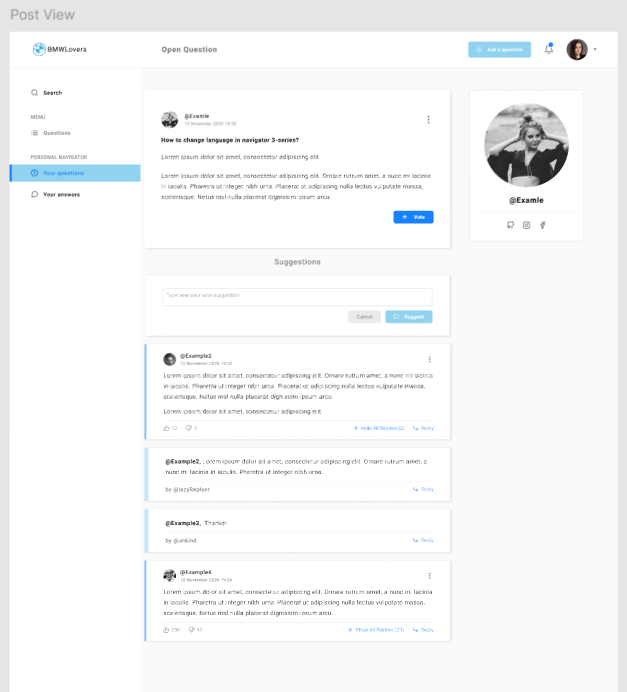 Post View
BMWLovers
Open Question
Ask a question
Search
MENU
Questions
PERSONAL NAVIGATOR
Your questions
Your answers
@Examle
12 November 2020 19:35
How to change language in navigator 3-series?
Lorem ipsum dolor sit amet, consectetur adipiscing elit.
Lorem ipsum dolor sit amet, consectetur adipiscing elit. Ornare rutrum amet, a nunc mi lacinia
in iaculis. Pharetra ut integer nibh urna. Placerat ut adipiscing nulla lectus vulputate massa,
scelerisque. Netus nisl nulla placerat dignissim ipsum arcu.
+ Vote
@Examle
Suggestions
Type here your wise suggestion
Cancel
Suggest
@Example2
12 November 2020 19:35
Lorem ipsum dolor sit amet, consectetur adipiscing elit. Ornare rutrum amet, a nunc mi lacinia
in iaculis. Pharetra ut integer nibh urna. Placerat ut adipiscing nulla lectus vulputate massa,
scelerisque. Netus nisl nulla placerat dignissim ipsum arcu.
Lorem ipsum dolor sit amet, consectetur adipiscing elit.
12
Hide All Replies (2)
Reply
@Example2, Lorem ipsum dolor sit amet, consectetur adipiscing elit. Ornare rutrum amet, a
nunc mi lacinia in iaculis. Pharetra ut integer nibh urna.
by @lazyReplyer
Reply
@Example3, Thanks!
by @unkind
Reply
@Example4
12 November 2020 19:35
Lorem ipsum dolor sit amet, consectetur adipiscing elit. Ornare rutrum amet, a nunc mi lacinia
in iaculis. Pharetra ut integer nibh urna. Placerat ut adipiscing nulla lectus vulputate massa,
scelerisque. Netus nisl nulla placerat dignissim ipsum arcu.
Show All Replies
Reply